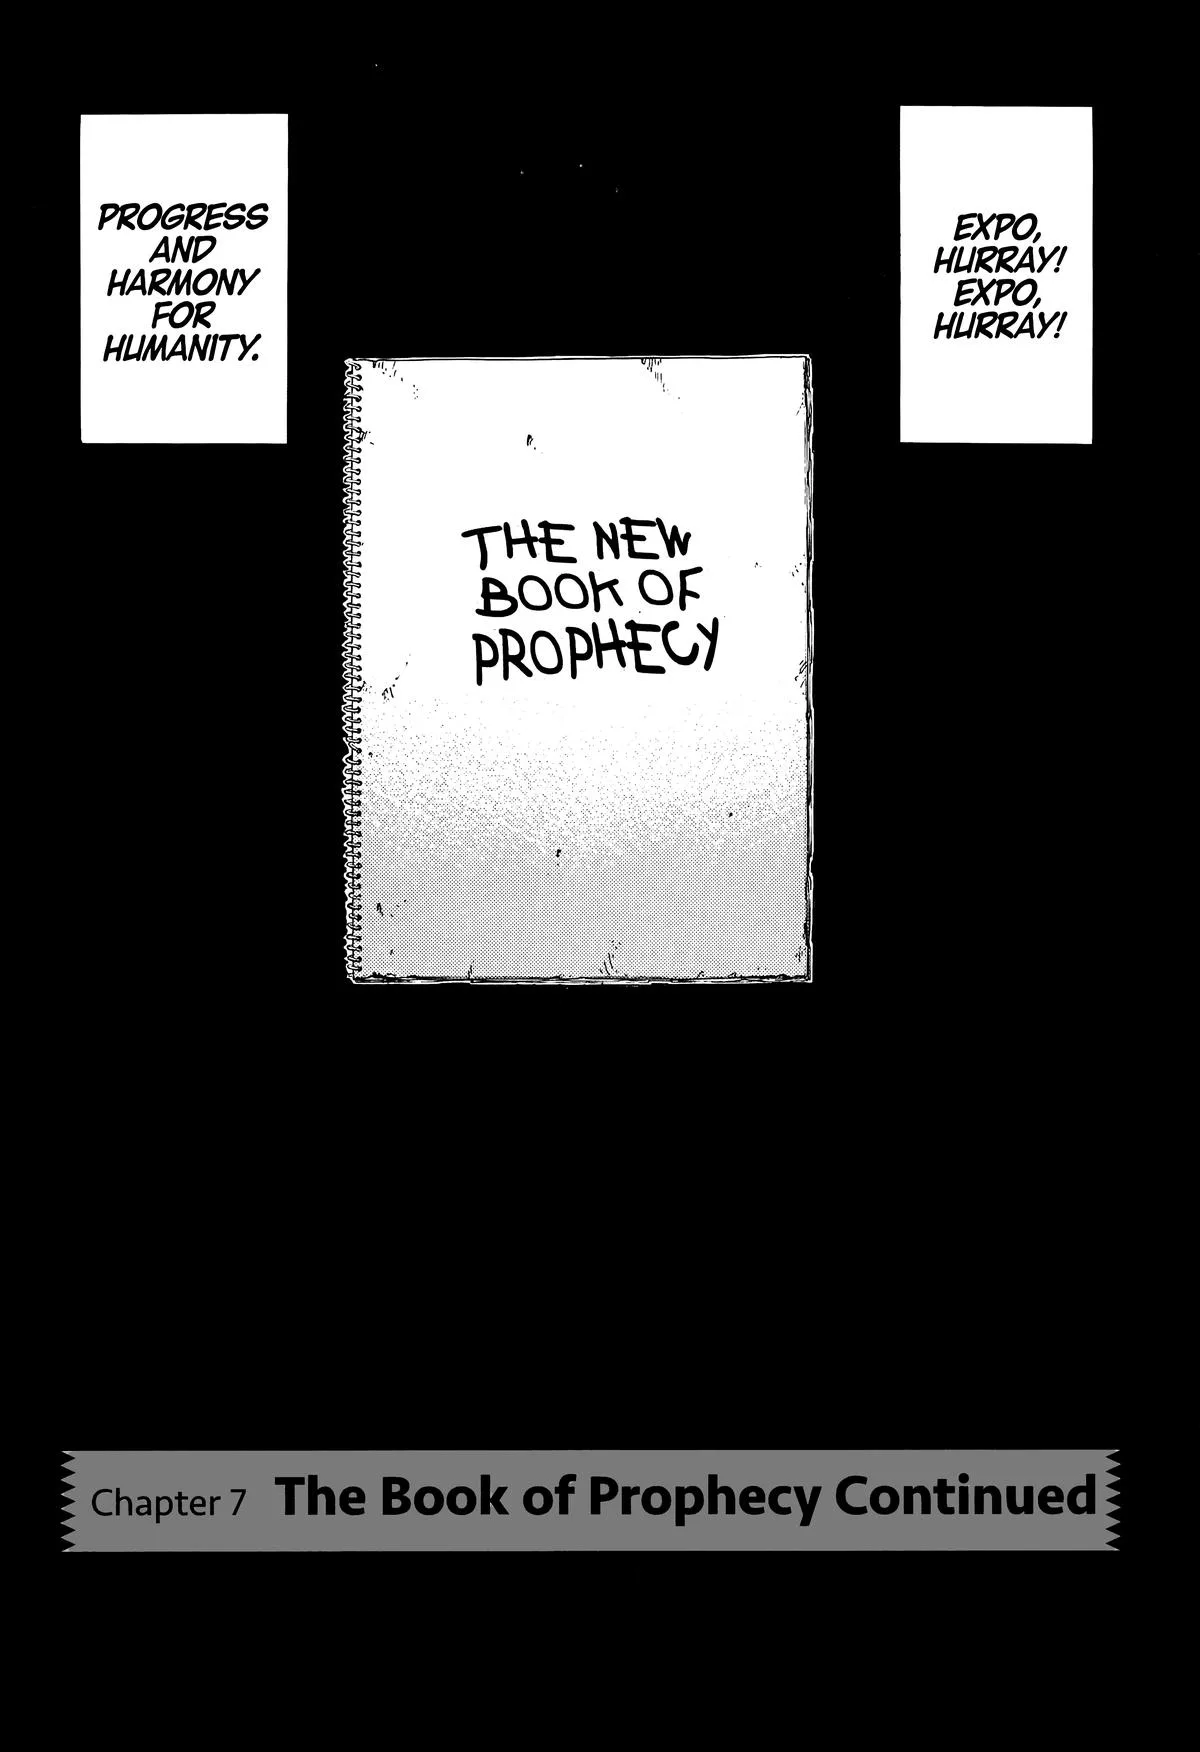 EXPO,
HURRAY!
EXPO,
HURRAY!
PROGRESS
AND
HARMONY
FOR
HUMANITY.
THE NEW
BOOK OF
PROPHECY
Chapter 7 The Book of Prophecy Continued